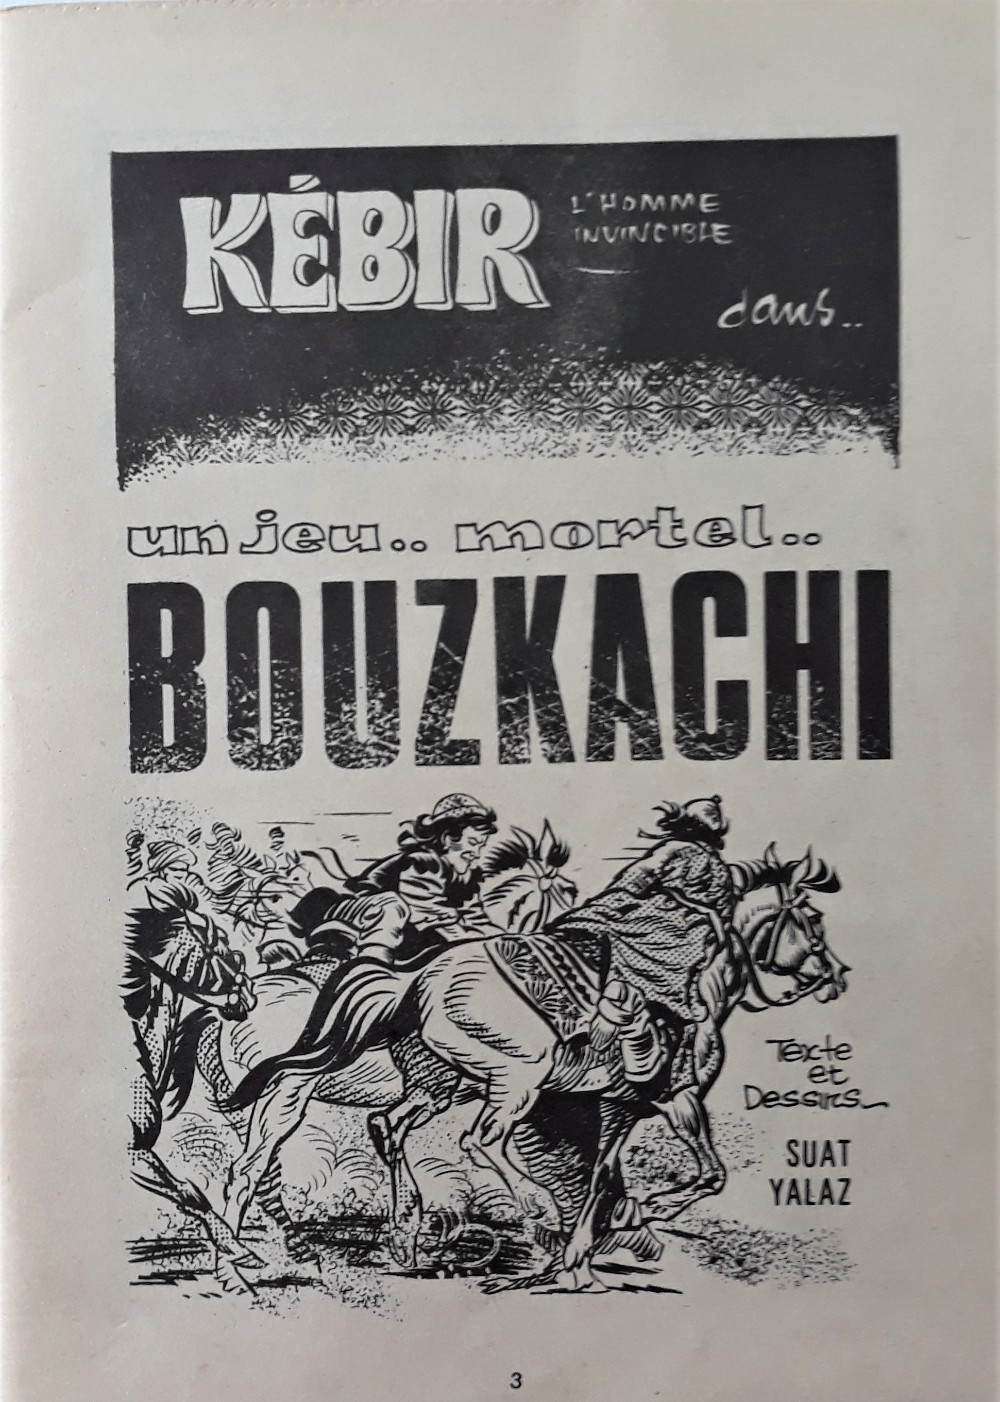 KÉBIR
L'HOMME
INVINCIBLE
dans..
un jeu.. mortel..
BOUZKACHI
Texte
et
Dessins
SUAT
YALAZ
3